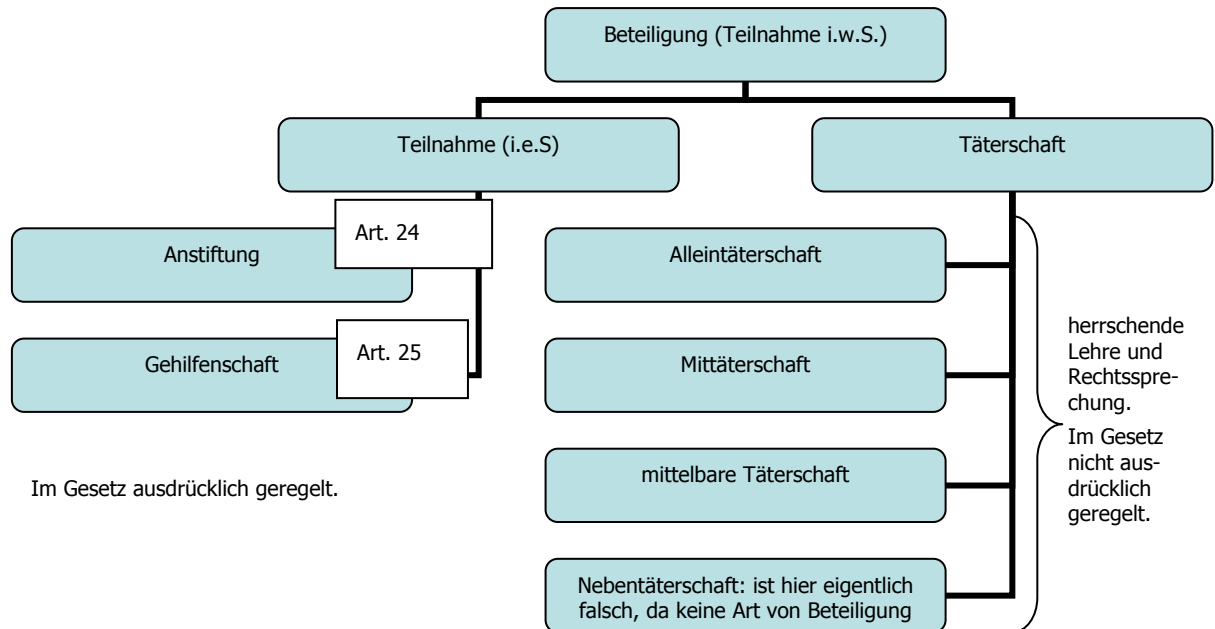 Beteiligung (Teilnahme i.w.S.)
Teilnahme (i.e.S)
Täterschaft
Art. 24
Anstiftung
Art. 25
Gehilfenschaft
Im Gesetz ausdrücklich geregelt.
Alleintäterschaft
Mittäterschaft
mittelbare Täterschaft
Nebentäterschaft: ist hier eigentlich
falsch, da keine Art von Beteiligung
herrschende
Lehre und
Rechtsspre-
chung.
Im Gesetz
nicht aus-
drücklich
geregelt.